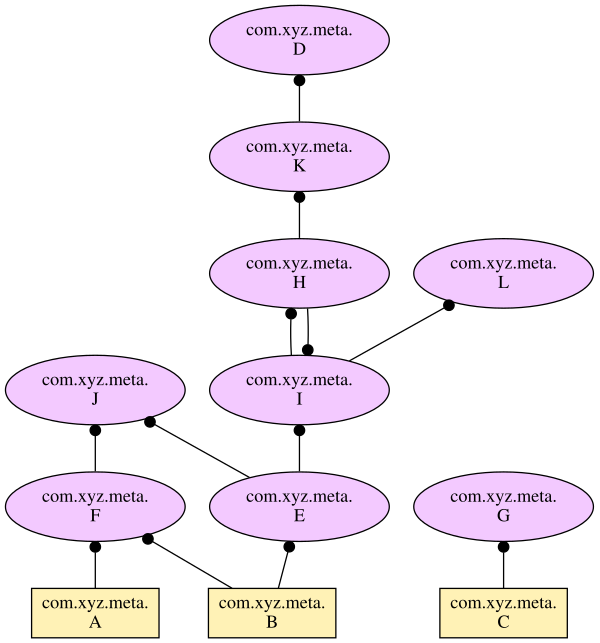 com.xyz.meta.
D
com.xyz.meta.
K
com.xyz.meta.
H
com.xyz.meta.
L
com.xyz.meta.
J
com.xyz.meta.
I
com.xyz.meta.
F
com.xyz.meta.
E
com.xyz.meta.
G
com.xyz.meta.
A
com.xyz.meta.
B
com.xyz.meta.
C